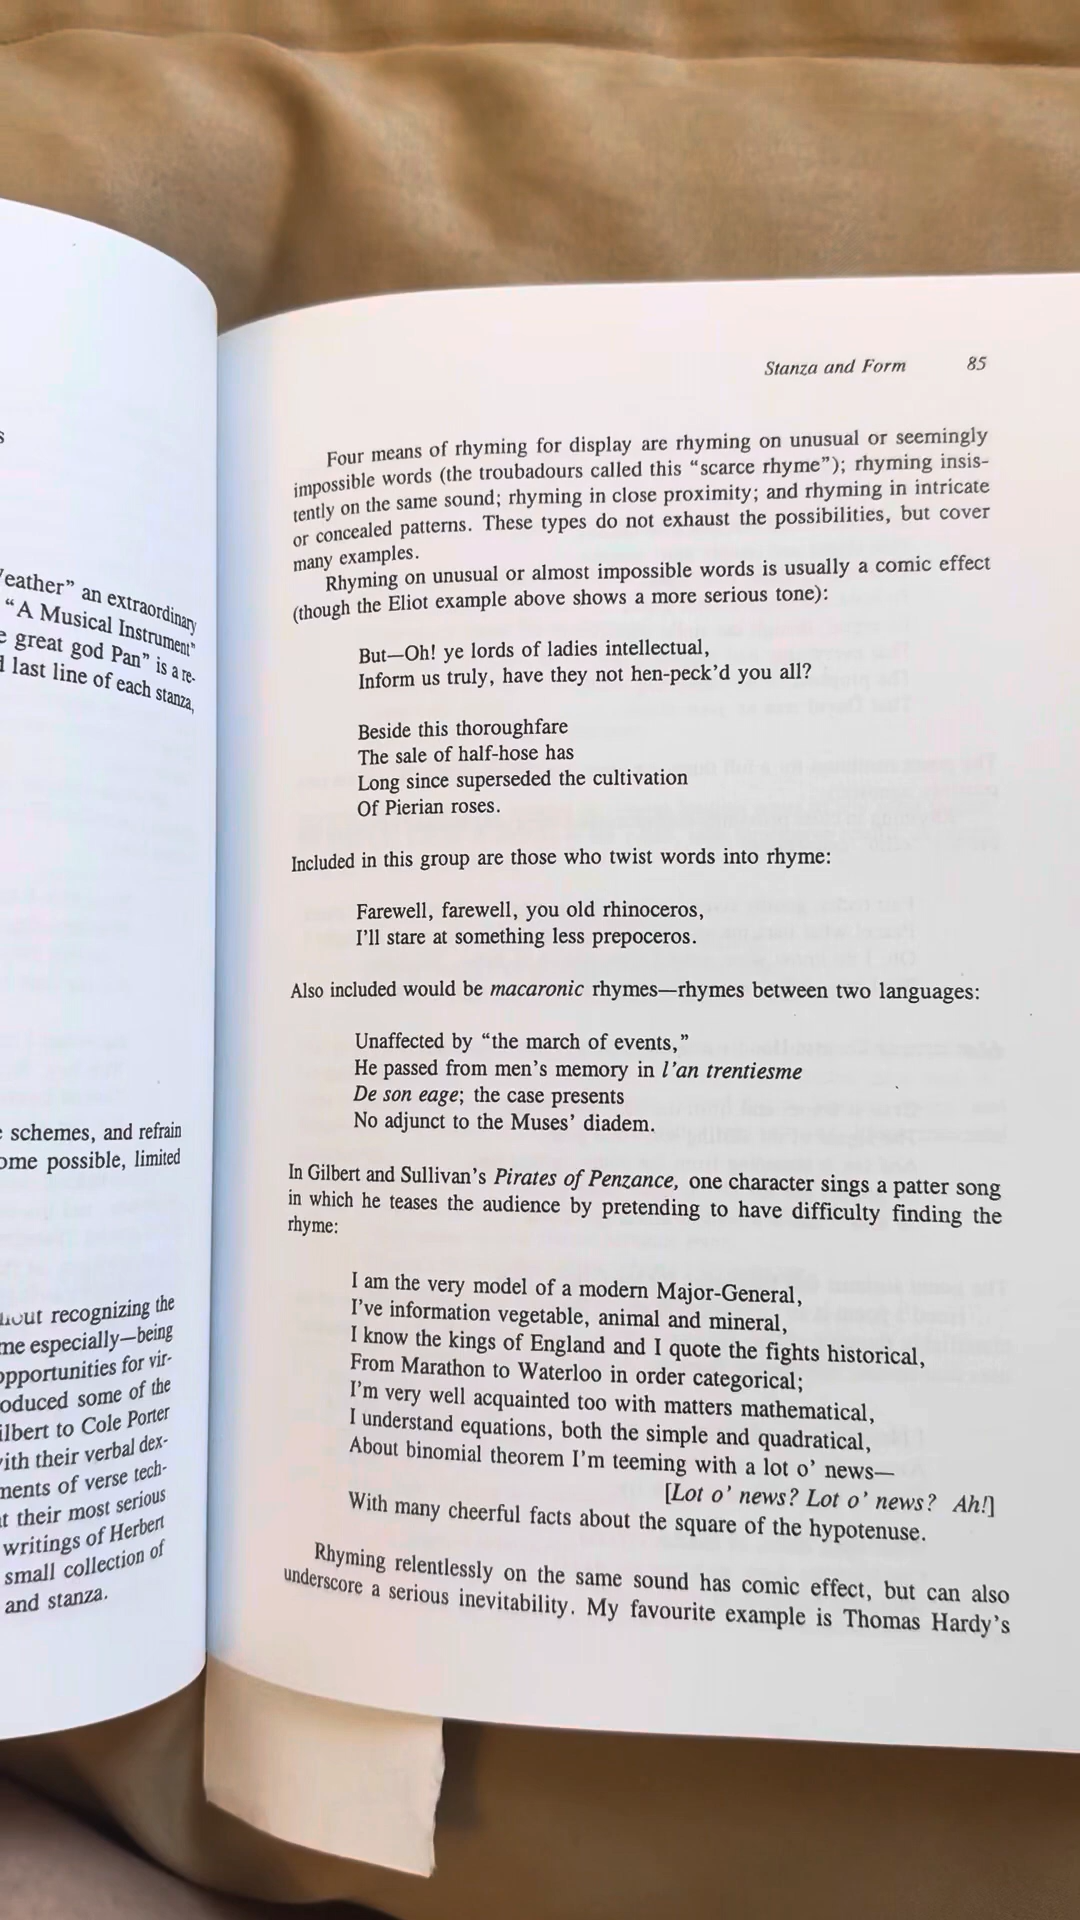 s
eather” an extraordinary
“A Musical Instrument”
e great god Pan” is a re-
d last line of each stanza,
e schemes, and refrain
ome possible, limited
hout recognizing the
me especially—being
opportunities for vir-
oduced some of the
ilbert to Cole Porter
with their verbal dex-
ments of verse tech-
at their most serious
writings of Herbert
small collection of
and stanza.
Stanza and Form 85
Four means of rhyming for display are rhyming on unusual or seemingly
impossible words (the troubadours called this “scarce rhyme”); rhyming insis-
tently on the same sound; rhyming in close proximity; and rhyming in intricate
or concealed patterns. These types do not exhaust the possibilities, but cover
many examples.
Rhyming on unusual or almost impossible words is usually a comic effect
(though the Eliot example above shows a more serious tone):
But—Oh! ye lords of ladies intellectual,
Inform us truly, have they not hen-peck’d you all?
Beside this thoroughfare
The sale of half-hose has
Long since superseded the cultivation
Of Pierian roses.
Included in this group are those who twist words into rhyme:
Farewell, farewell, you old rhinoceros,
I’ll stare at something less prepoceros.
Also included would be macaronic rhymes—rhymes between two languages:
Unaffected by “the march of events,”
He passed from men’s memory in l’an trentiesme
De son eage; the case presents
No adjunct to the Muses’ diadem.
In Gilbert and Sullivan’s Pirates of Penzance, one character sings a patter song
in which he teases the audience by pretending to have difficulty finding the
rhyme:
I am the very model of a modern Major-General,
I’ve information vegetable, animal and mineral,
I know the kings of England and I quote the fights historical,
From Marathon to Waterloo in order categorical;
I’m very well acquainted too with matters mathematical,
I understand equations, both the simple and quadratical,
About binomial theorem I’m teeming with a lot o’ news—
[Lot o’ news? Lot o’ news? Ah!]
With many cheerful facts about the square of the hypotenuse.
Rhyming relentlessly on the same sound has comic effect, but can also
underscore a serious inevitability. My favourite example is Thomas Hardy’s